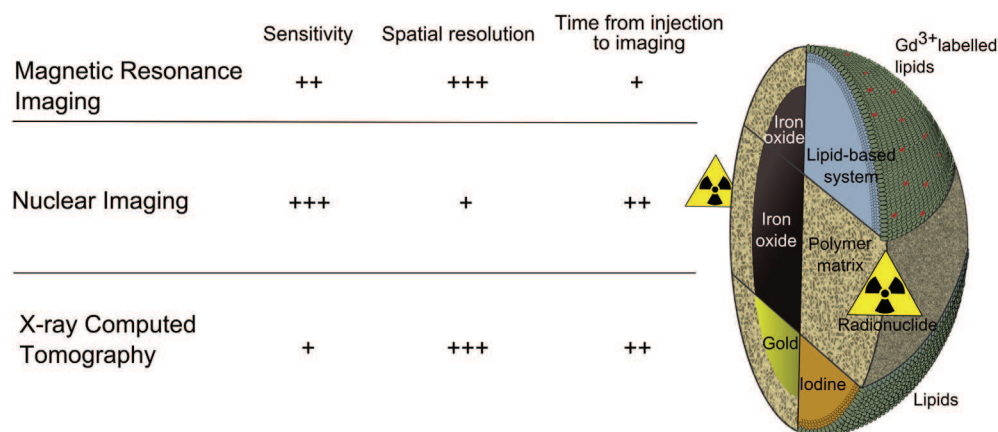 Sensitivity Spatial resolution Time from injection
to imaging
Magnetic Resonance
Imaging
++ +++ +
Nuclear Imaging +++ + ++
X-ray Computed
Tomography
+ +++ ++
Gd³⁺labelled
lipids
Iron
oxide
Lipid-based
system
Iron
oxide
Polymer
matrix
Radionuclide
Gold
Iodine
Lipids